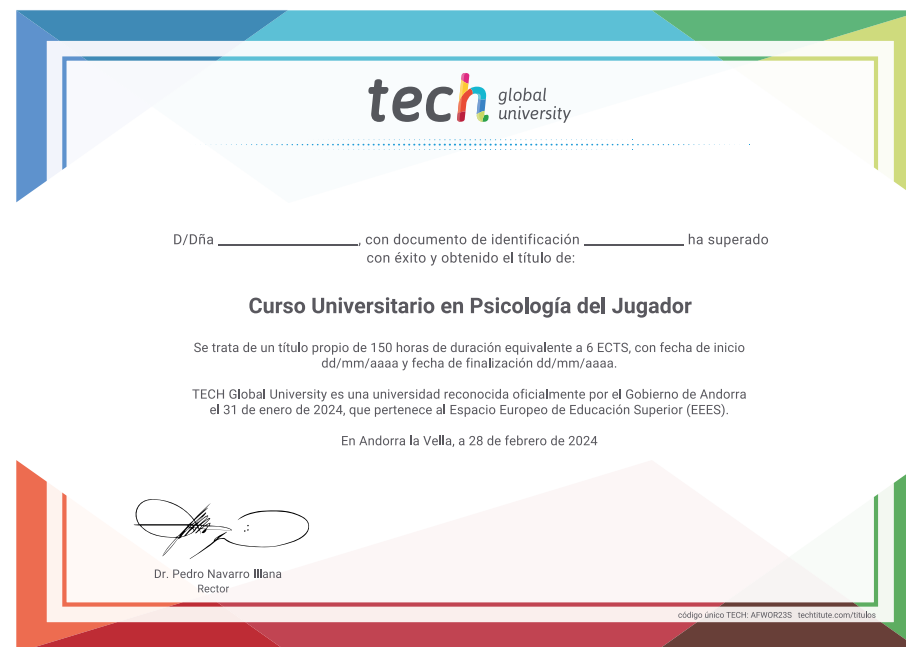 tech global university
D/Dña ____________________, con documento de identificación ______________ ha superado
con éxito y obtenido el título de:
Curso Universitario en Psicología del Jugador
Se trata de un título propio de 150 horas de duración equivalente a 6 ECTS, con fecha de inicio
dd/mm/aaaa y fecha de finalización dd/mm/aaaa.
TECH Global University es una universidad reconocida oficialmente por el Gobierno de Andorra
el 31 de enero de 2024, que pertenece al Espacio Europeo de Educación Superior (EEES).
En Andorra la Vella, a 28 de febrero de 2024
Dr. Pedro Navarro Illana
Rector
código único TECH: AFWOR23S techtitute.com/titulos